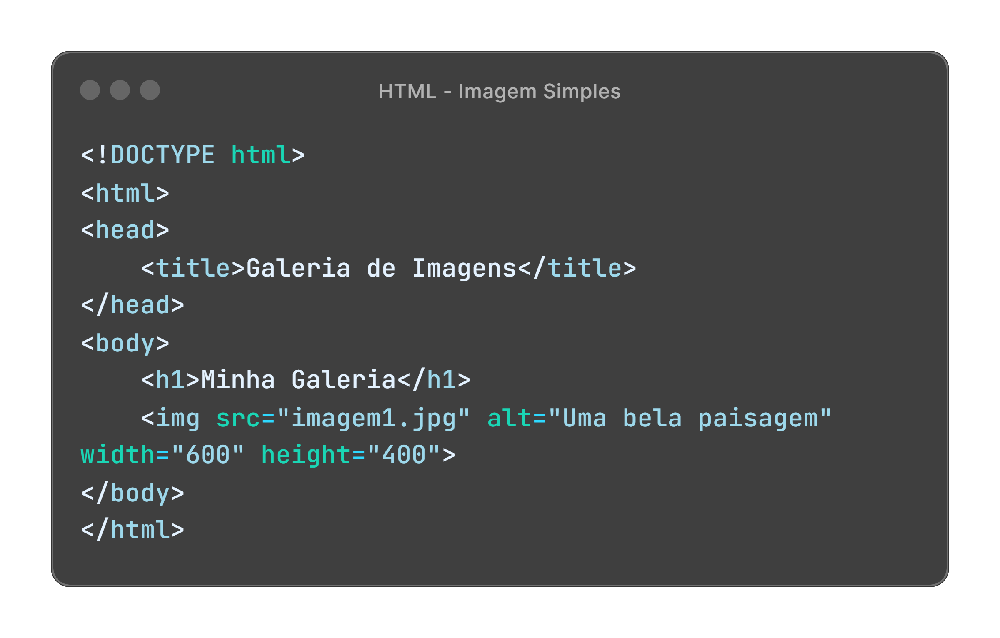 HTML - Imagem Simples
<!DOCTYPE html>
<html>
<head>
    <title>Galeria de Imagens</title>
</head>
<body>
    <h1>Minha Galeria</h1>
    <img src="imagem1.jpg" alt="Uma bela paisagem"
width="600" height="400">
</body>
</html>